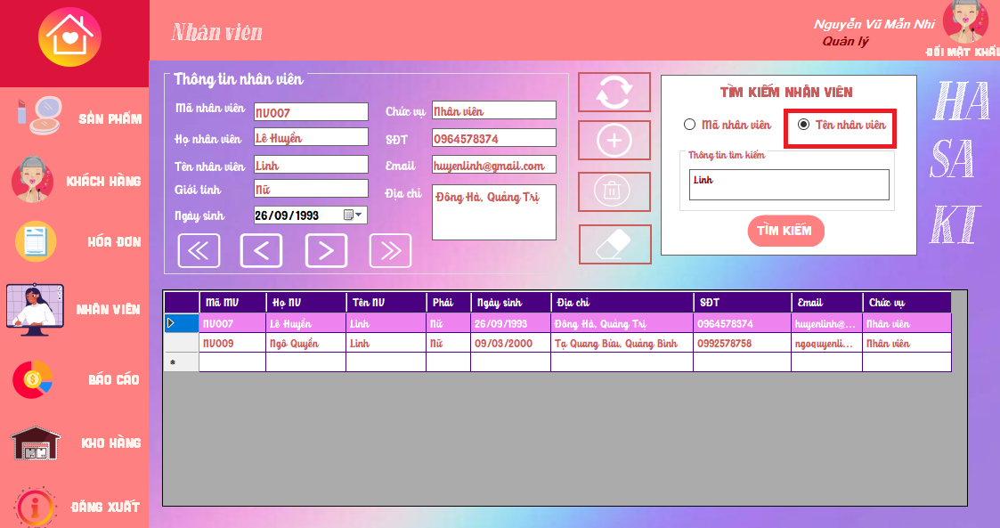 Nhân viên
Nguyễn Vũ Mẫn Nhi
Quản lý
ĐỔI MẬT KHẨU
SẢN PHẨM
KHÁCH HÀNG
HÓA ĐƠN
NHÂN VIÊN
BÁO CÁO
KHO HÀNG
ĐĂNG XUẤT
Thông tin nhân viên
Mã nhân viên NV007
Họ nhân viên Lê Huyền
Tên nhân viên Linh
Giới tính Nữ
Ngày sinh 26/09/1993
Chức vụ Nhân viên
SĐT 0964578374
Email huyenlinh@gmail.com
Địa chỉ Đông Hà, Quảng Trị
TÌM KIẾM NHÂN VIÊN
Mã nhân viên Tên nhân viên
Thông tin tìm kiếm
Linh
TÌM KIẾM
HA
SA
KI
Mã MV Họ NV Tên NV Phái Ngày sinh Địa chỉ SĐT Email Chức vụ
NV007 Lê Huyền Linh Nữ 26/09/1993 Đông Hà, Quảng Trị 0964578374 huyenlinh@... Nhân viên
NV009 Ngô Quyền Linh Nữ 09/03/2000 Tạ Quang Bửu, Quảng Bình 0992578758 ngoquyenli... Nhân viên